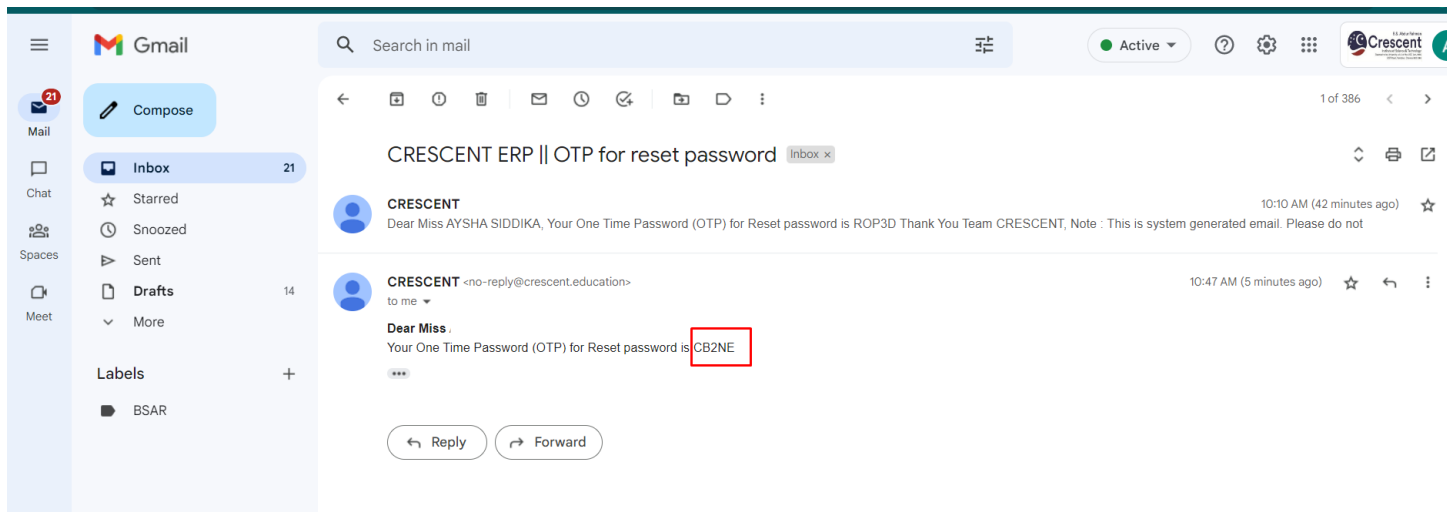 Gmail
Search in mail
Active
Crescent
21
Mail
Compose
1 of 386
CRESCENT ERP || OTP for reset password
Inbox ×
Inbox 21
Chat
Starred
CRESCENT
10:10 AM (42 minutes ago)
Dear Miss AYSHA SIDDIKA, Your One Time Password (OTP) for Reset password is ROP3D Thank You Team CRESCENT, Note : This is system generated email. Please do not
Snoozed
Spaces
Sent
CRESCENT <no-reply@crescent.education>
10:47 AM (5 minutes ago)
Drafts 14
to me
Meet
More
Dear Miss
Your One Time Password (OTP) for Reset password is CB2NE
Labels
BSAR
Reply
Forward